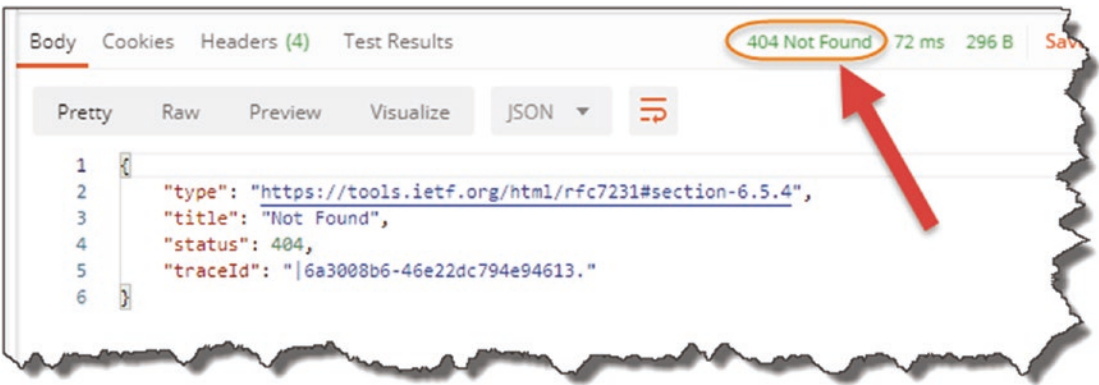 Body Cookies Headers (4) Test Results 404 Not Found 72 ms 296 B
Pretty Raw Preview Visualize JSON
1 {
2 "type": "https://tools.ietf.org/html/rfc7231#section-6.5.4",
3 "title": "Not Found",
4 "status": 404,
5 "traceId": "|6a3008b6-46e22dc794e94613."
6 }